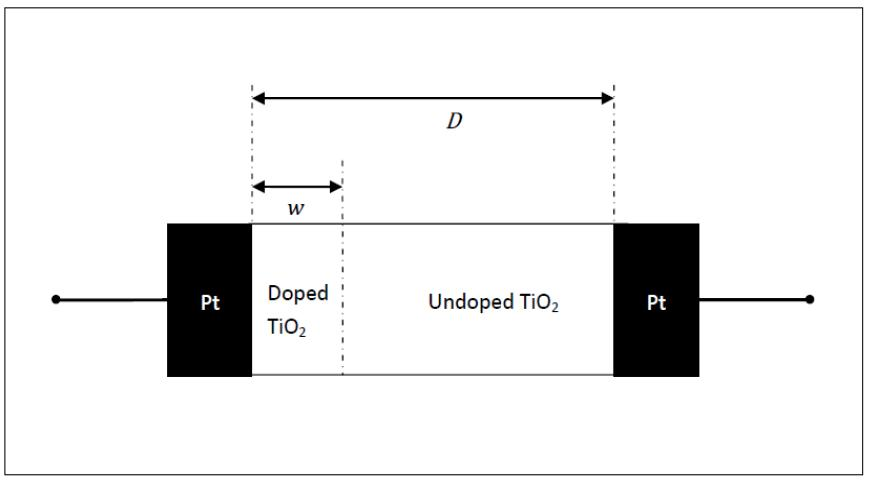 D
w
Pt
Doped
TiO₂
Undoped TiO₂
Pt